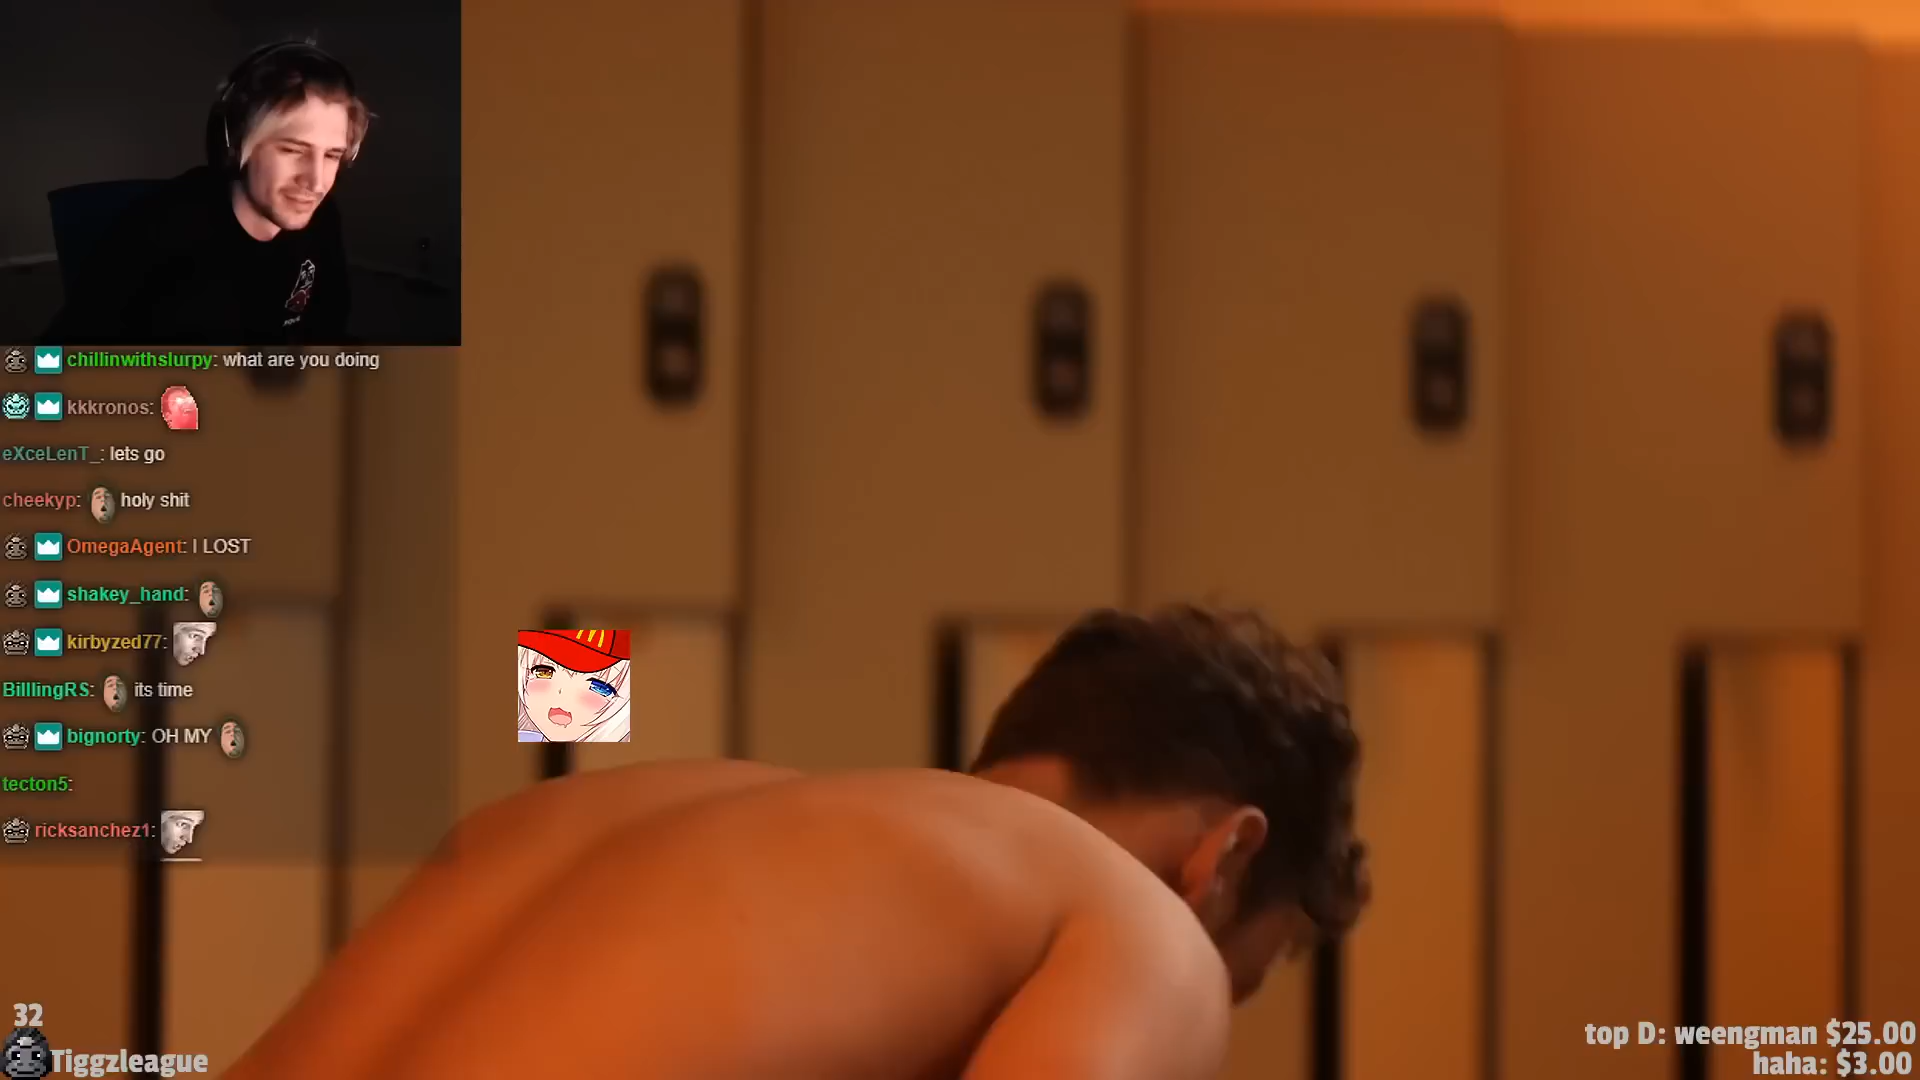 chillinwithslurpy: what are you doing
kkkronos:
eXceLenT_: lets go
cheekyp: holy shit
OmegaAgent: I LOST
shakey_hand:
kirbyzed77:
BilllingRS: its time
bignorty: OH MY
tecton5:
ricksanchez1:
32
Tiggzleague
top D: weengman $25.00
haha: $3.00